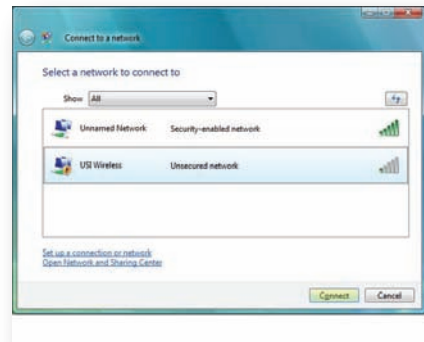 Connect to a network
Select a network to connect to
Show All
Unnamed Network Security-enabled network
USI Wireless Unsecured network
Set up a connection or network
Open Network and Sharing Center
Connect Cancel